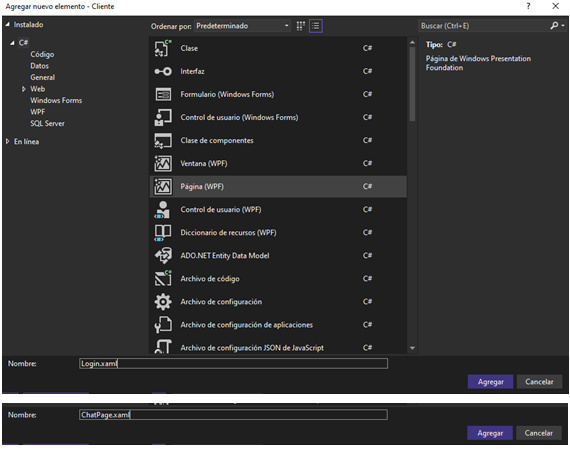 Agregar nuevo elemento - Cliente
? ×
Instalado
Ordenar por: Predeterminado
Buscar (Ctrl+E)
C#
Código
Datos
General
Web
Windows Forms
WPF
SQL Server
En línea
Clase C#
Interfaz C#
Formulario (Windows Forms) C#
Control de usuario (Windows Forms) C#
Clase de componentes C#
Ventana (WPF) C#
Página (WPF) C#
Control de usuario (WPF) C#
Diccionario de recursos (WPF) C#
ADO.NET Entity Data Model C#
Archivo de código C#
Archivo de configuración C#
Archivo de configuración de aplicaciones C#
Archivo de configuración JSON de JavaScript C#
Tipo: C#
Página de Windows Presentation
Foundation
Nombre: Login.xaml
Agregar Cancelar
Nombre: ChatPage.xaml
Agregar Cancelar